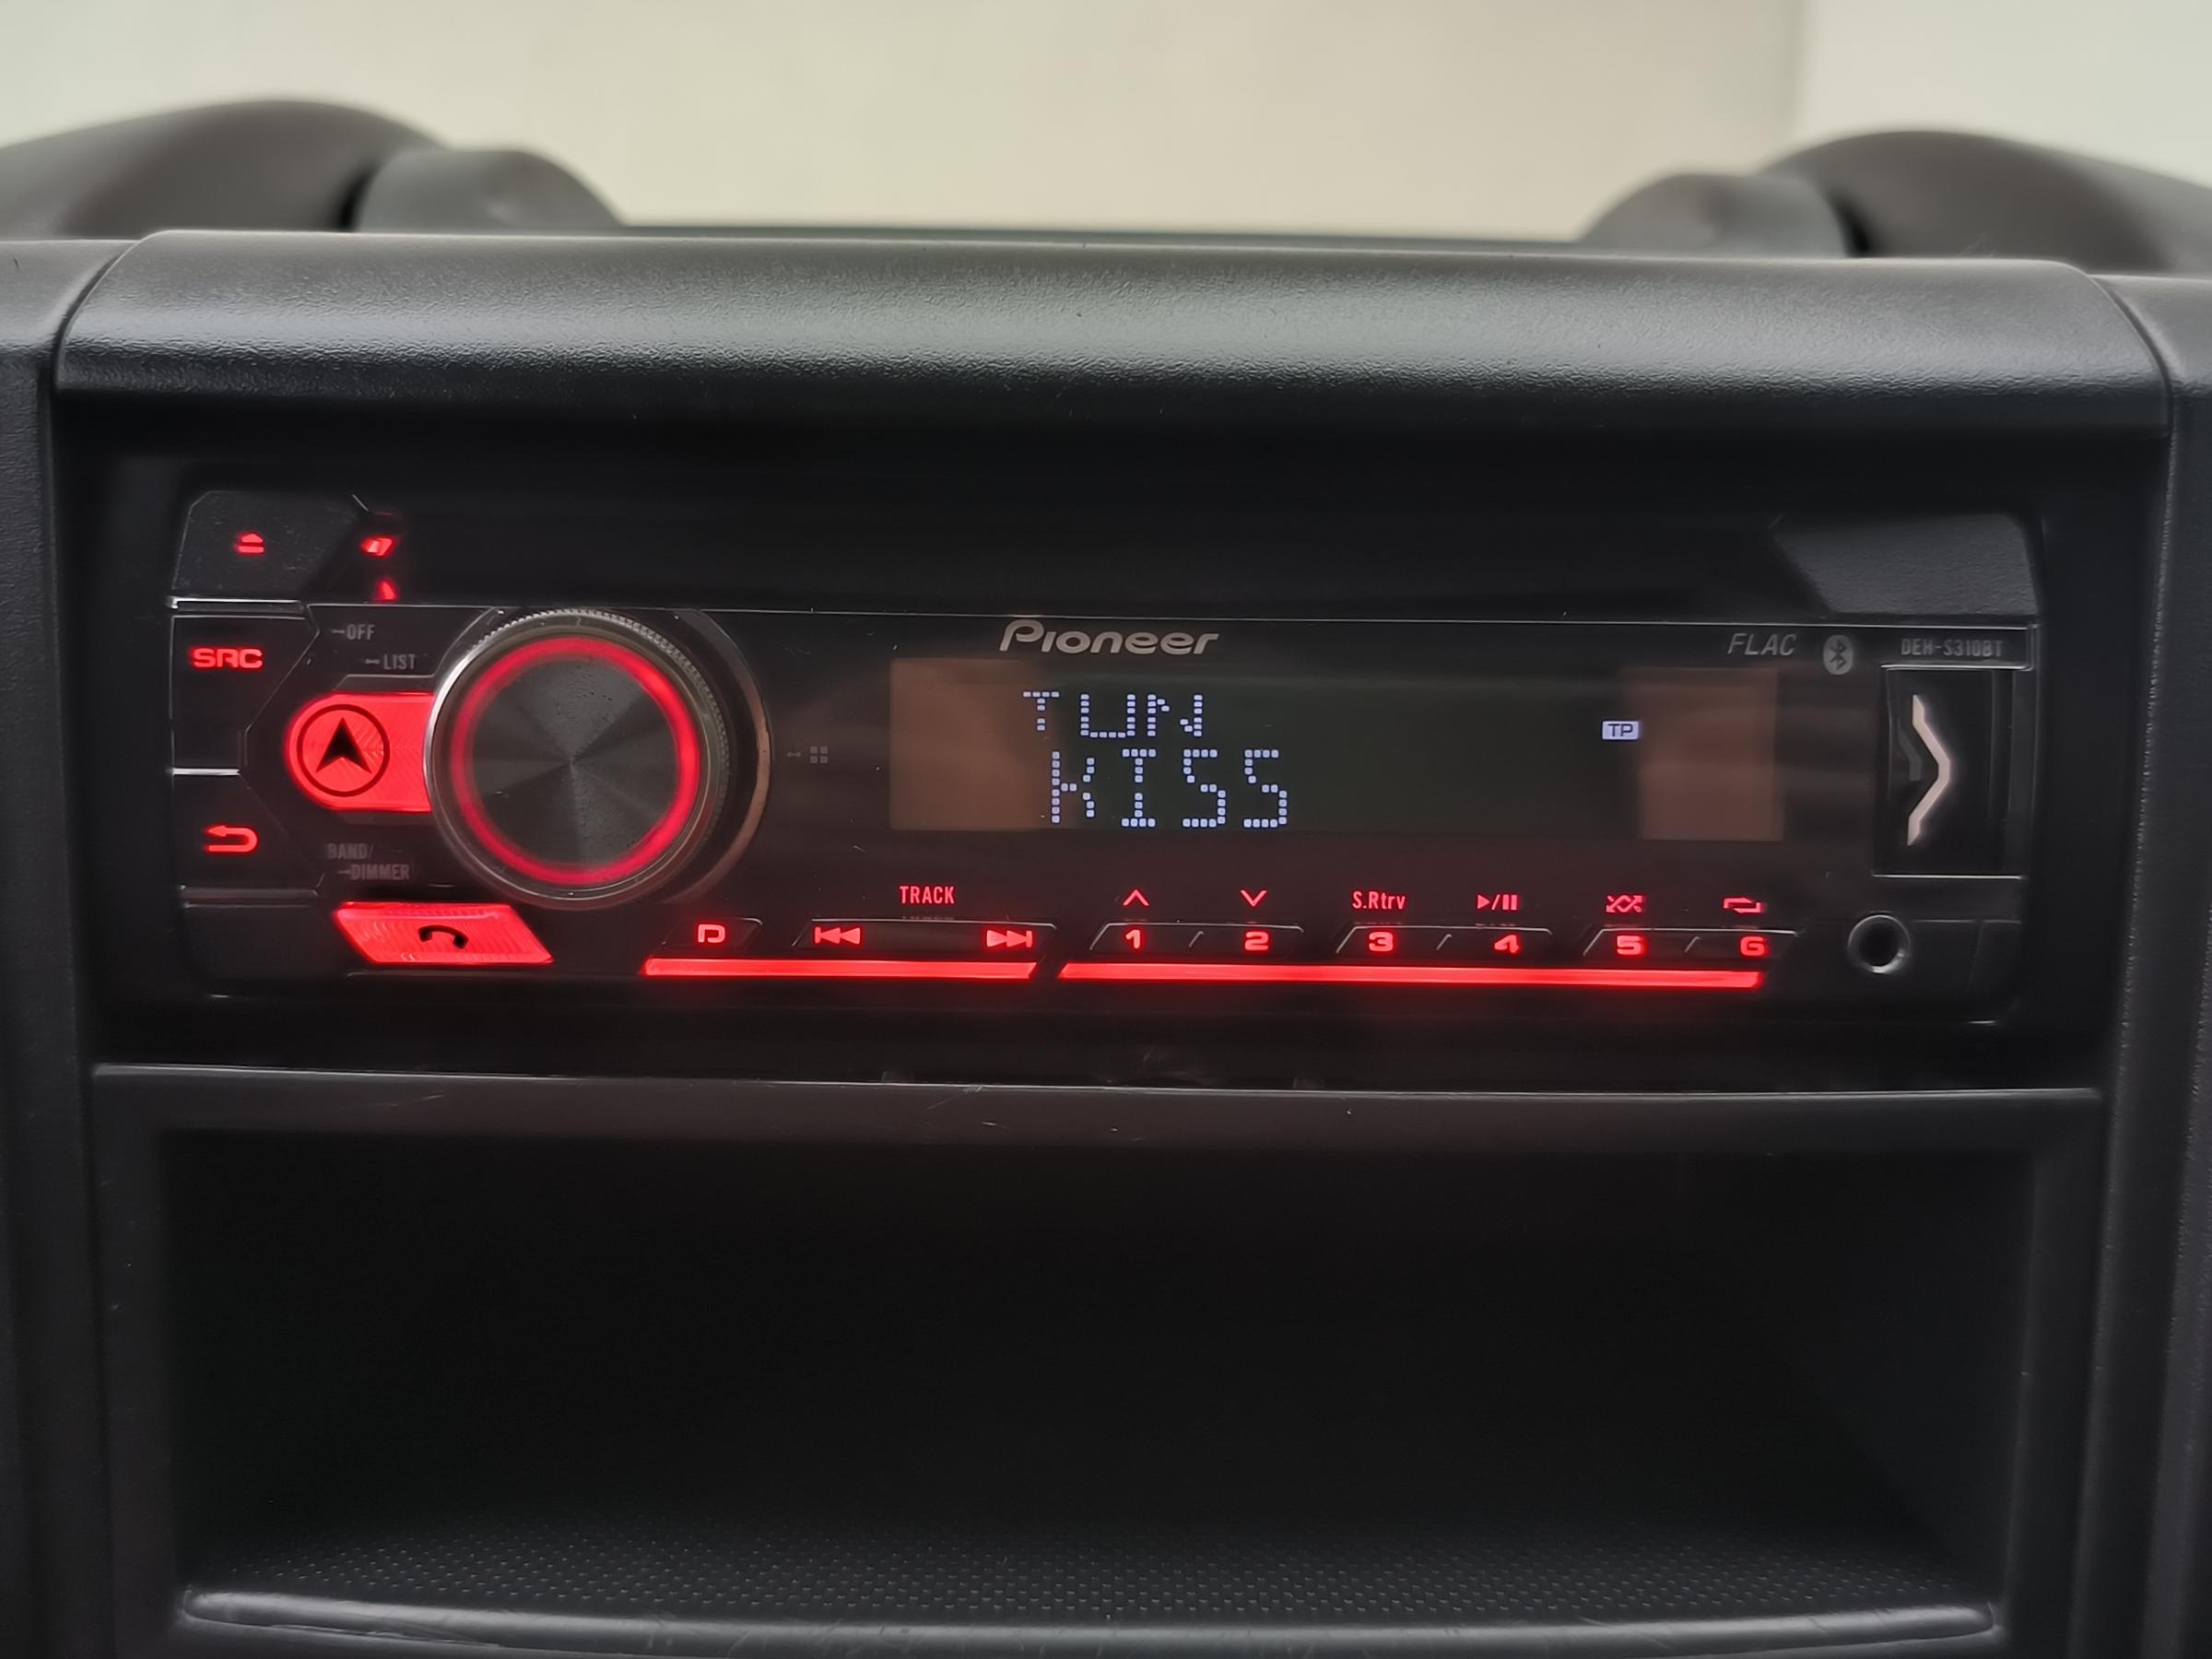 Pioneer
FLAC
DEH-S310BT
SRC
OFF
LIST
TUN
KISS
TP
BAND/
DIMMER
TRACK
S.Rtrv
D
1
2
3
4
5
6